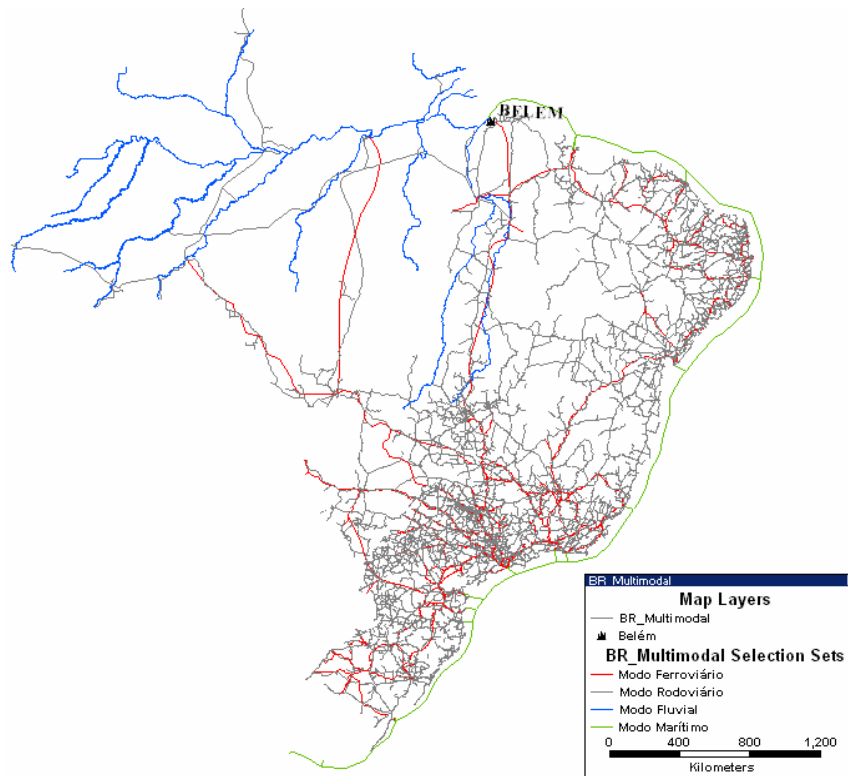 BELEM
BR_Multimodal
Map Layers
BR_Multimodal
Belém
BR_Multimodal Selection Sets
Modo Ferroviário
Modo Rodoviário
Modo Fluvial
Modo Marítimo
0 400 800 1,200
Kilometers